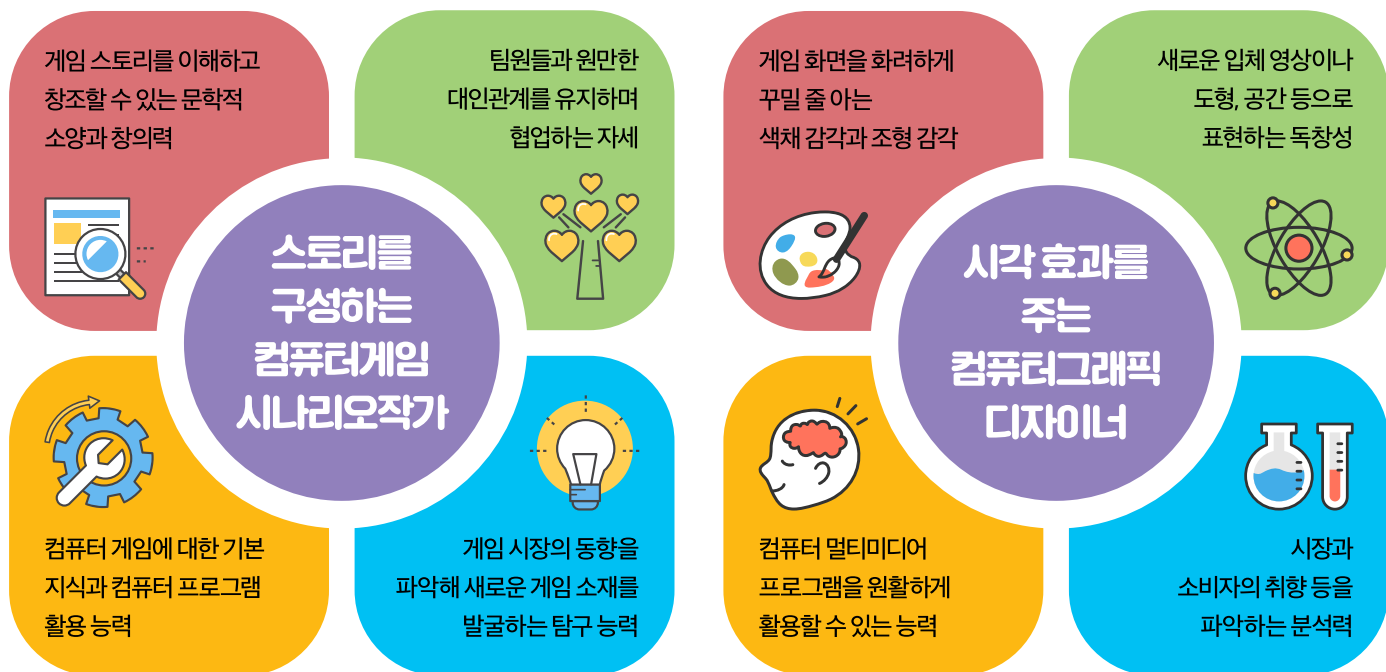 게임 스토리를 이해하고
창조할 수 있는 문학적
소양과 창의력
팀원들과 원만한
대인관계를 유지하며
협업하는 자세
스토리를
구성하는
컴퓨터게임
시나리오작가
컴퓨터 게임에 대한 기본
지식과 컴퓨터 프로그램
활용 능력
게임 시장의 동향을
파악해 새로운 게임 소재를
발굴하는 탐구 능력
게임 화면을 화려하게
꾸밀 줄 아는
색채 감각과 조형 감각
새로운 입체 영상이나
도형, 공간 등으로
표현하는 독창성
시각 효과를
주는
컴퓨터그래픽
디자이너
컴퓨터 멀티미디어
프로그램을 원활하게
활용할 수 있는 능력
시장과
소비자의 취향 등을
파악하는 분석력